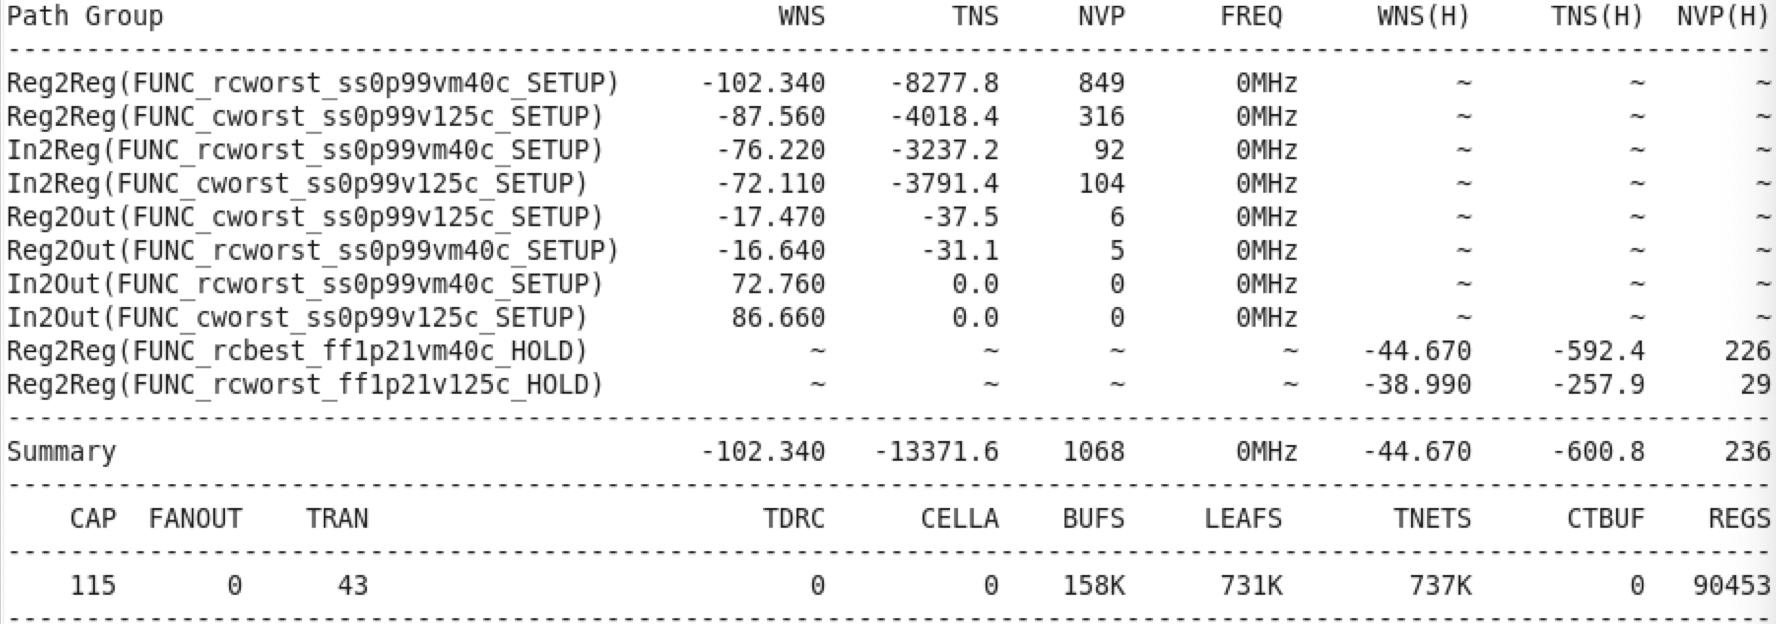 Path Group WNS TNS NVP FREQ WNS(H) TNS(H) NVP(H)
Reg2Reg(FUNC_rcworst_ss0p99vm40c_SETUP) -102.340 -8277.8 849 0MHz ~ ~ ~
Reg2Reg(FUNC_cworst_ss0p99v125c_SETUP) -87.560 -4018.4 316 0MHz ~ ~ ~
In2Reg(FUNC_rcworst_ss0p99vm40c_SETUP) -76.220 -3237.2 92 0MHz ~ ~ ~
In2Reg(FUNC_cworst_ss0p99v125c_SETUP) -72.110 -3791.4 104 0MHz ~ ~ ~
Reg2Out(FUNC_cworst_ss0p99v125c_SETUP) -17.470 -37.5 6 0MHz ~ ~ ~
Reg2Out(FUNC_rcworst_ss0p99vm40c_SETUP) -16.640 -31.1 5 0MHz ~ ~ ~
In2Out(FUNC_rcworst_ss0p99vm40c_SETUP) 72.760 0.0 0 0MHz ~ ~ ~
In2Out(FUNC_cworst_ss0p99v125c_SETUP) 86.660 0.0 0 0MHz ~ ~ ~
Reg2Reg(FUNC_rcbest_ff1p21vm40c_HOLD) ~ ~ ~ ~ -44.670 -592.4 226
Reg2Reg(FUNC_rcworst_ff1p21v125c_HOLD) ~ ~ ~ ~ -38.990 -257.9 29
Summary -102.340 -13371.6 1068 0MHz -44.670 -600.8 236
CAP FANOUT TRAN TDRC CELLA BUFS LEAFS TNETS CTBUF REGS
115 0 43 0 0 158K 731K 737K 0 90453